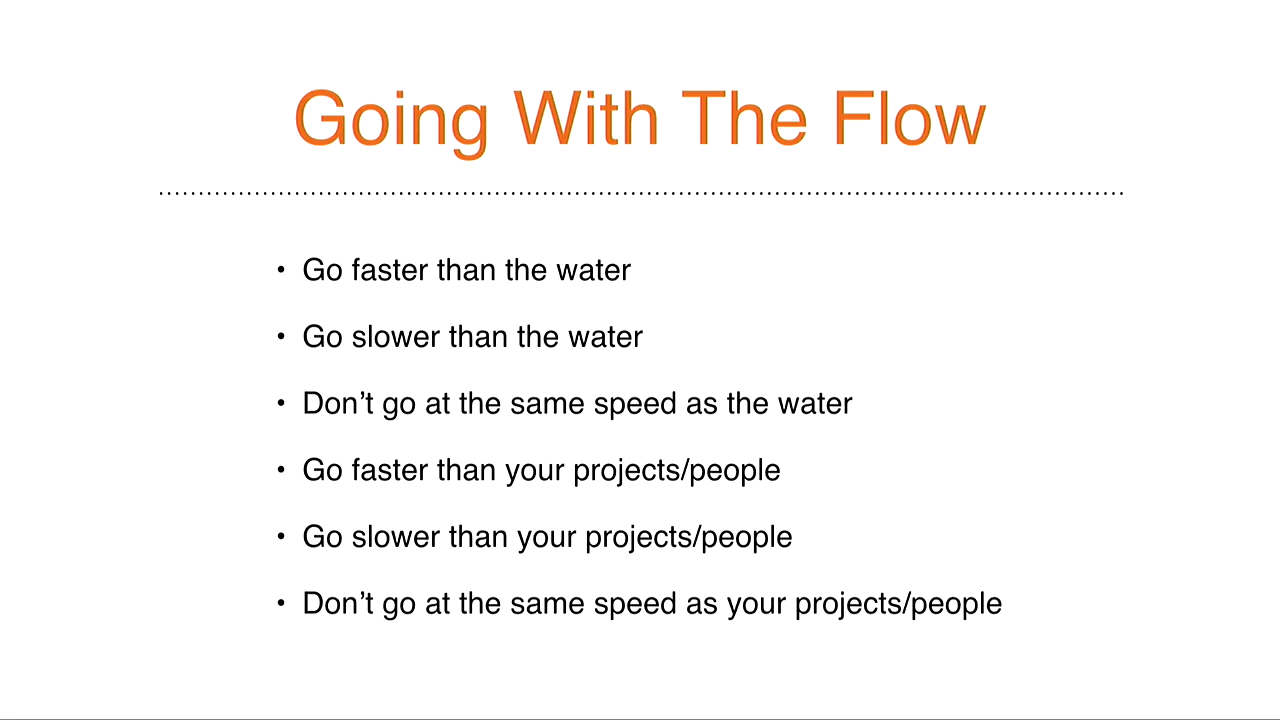 Going With The Flow
• Go faster than the water
• Go slower than the water
• Don’t go at the same speed as the water
• Go faster than your projects/people
• Go slower than your projects/people
• Don’t go at the same speed as your projects/people